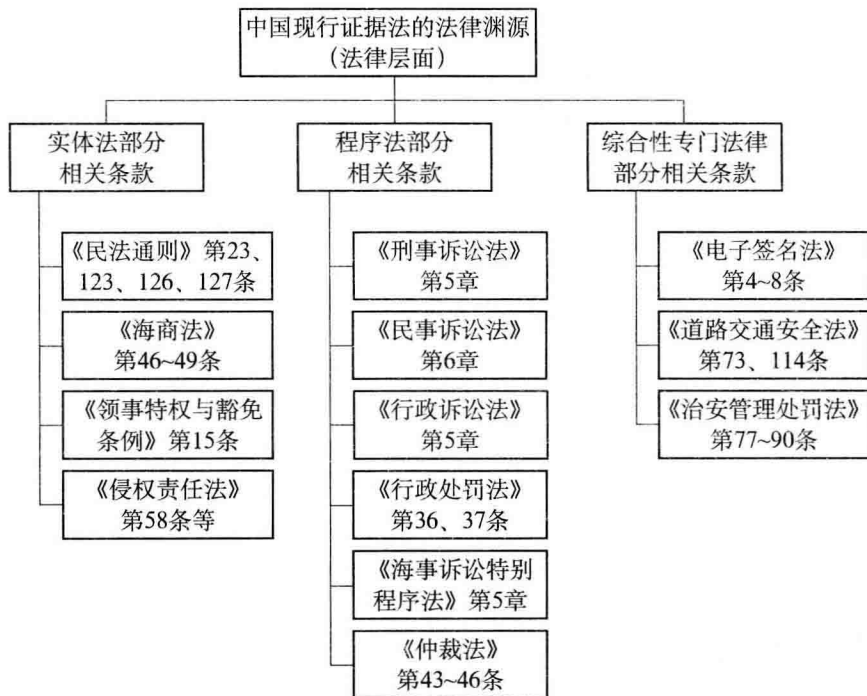 中国现行证据法的法律渊源
（法律层面）
实体法部分
相关条款
《民法通则》第23、
123、126、127条
《海商法》
第46~49条
《领事特权与豁免
条例》第15条
《侵权责任法》
第58条等
程序法部分
相关条款
《刑事诉讼法》
第5章
《民事诉讼法》
第6章
《行政诉讼法》
第5章
《行政处罚法》
第36、37条
《海事诉讼特别
程序法》第5章
《仲裁法》
第43~46条
综合性专门法律
部分相关条款
《电子签名法》
第4~8条
《道路交通安全法》
第73、114条
《治安管理处罚法》
第77~90条